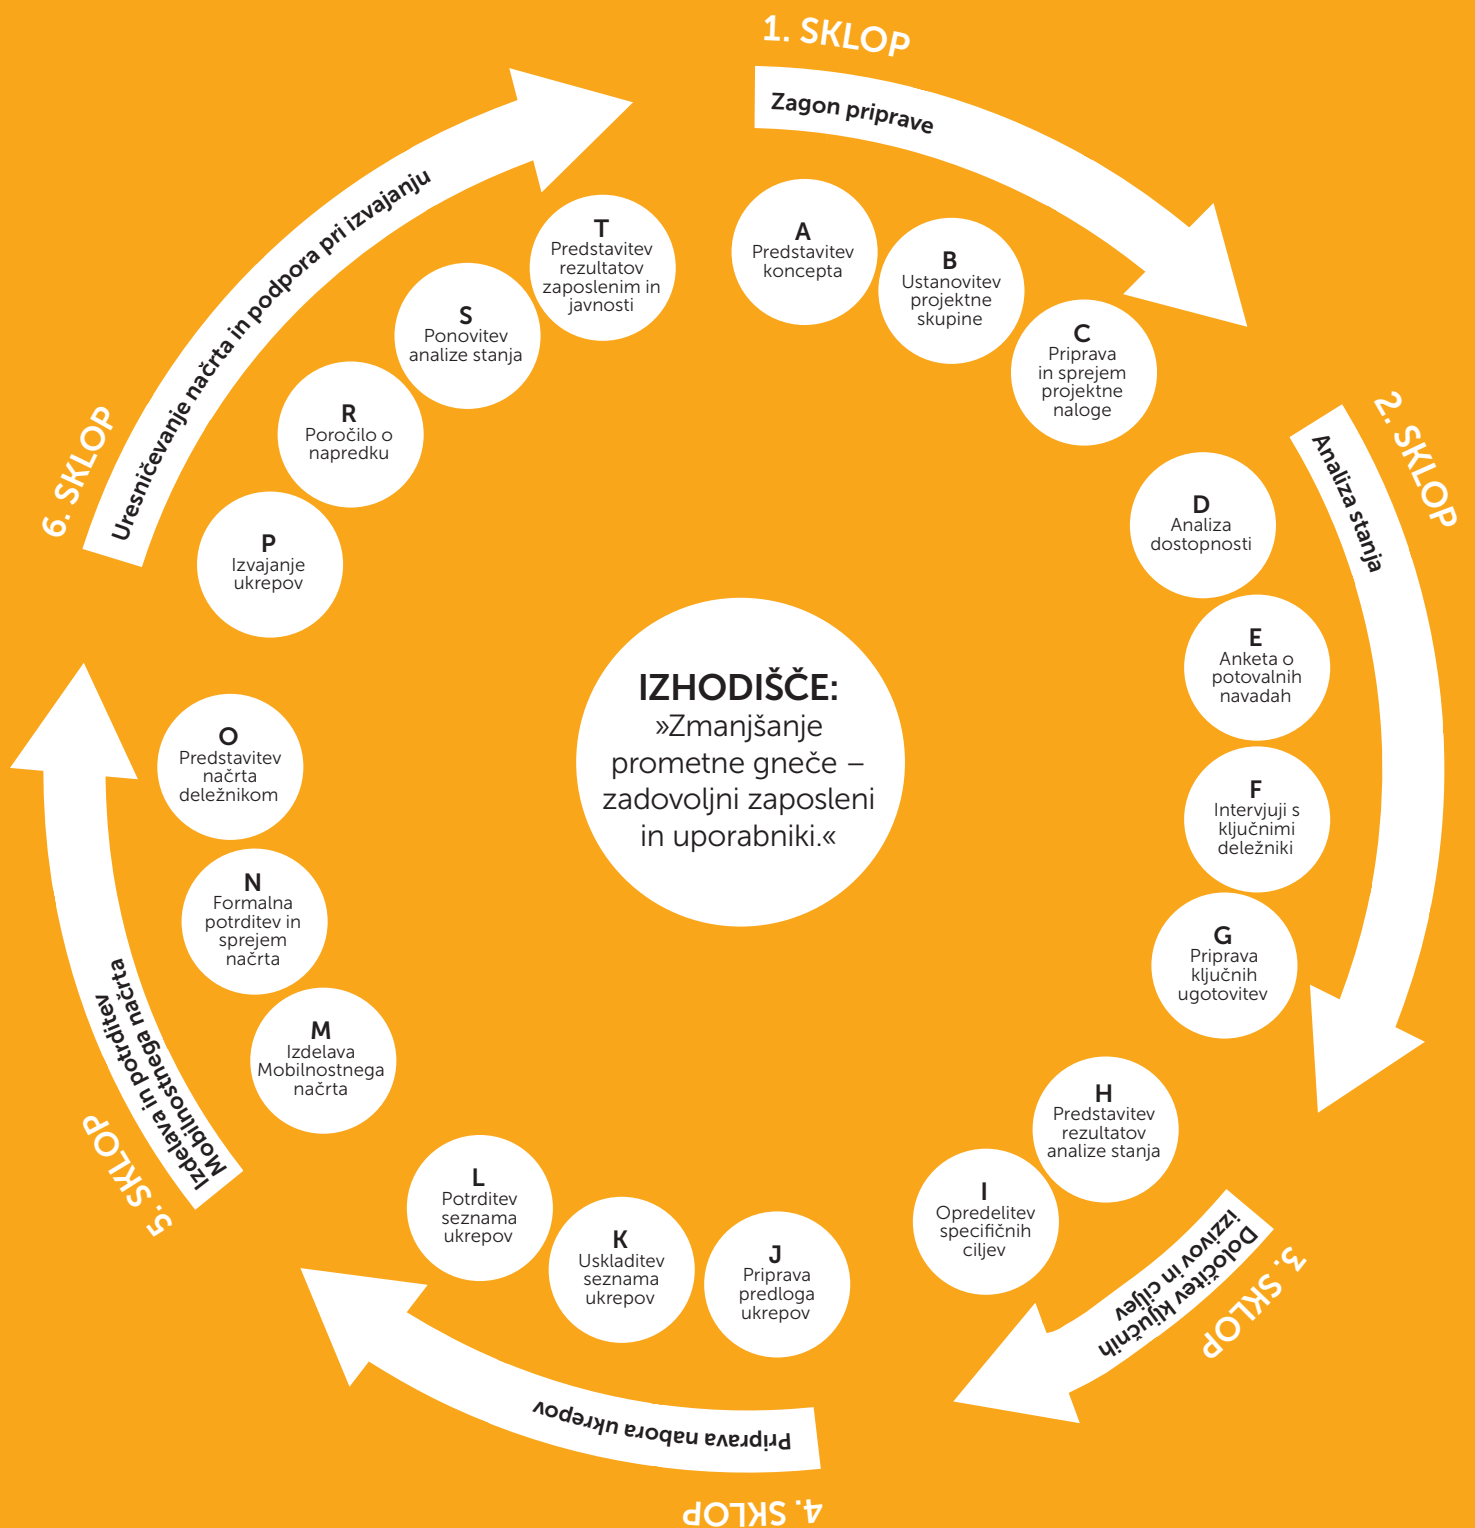 1. SKLOP
Zagon priprave
A
Predstavitev
koncepta
B
Ustanovitev
projektne
skupine
C
Priprava
in sprejem
projektne
naloge
2. SKLOP
Analiza stanja
D
Analiza
dostopnosti
E
Anketa o
potovalnih
navadah
F
Intervjuji s
ključnimi
deležniki
G
Priprava
ključnih
ugotovitev
3. SKLOP
Določitev ključnih
izzivov in ciljev
H
Predstavitev
rezultatov
analize stanja
I
Opredelitev
specifičnih
ciljev
4. SKLOP
Priprava nabora ukrepov
J
Priprava
predloga
ukrepov
K
Uskladitev
seznama
ukrepov
L
Potrditev
seznama
ukrepov
5. SKLOP
Izdelava in potrditev
Mobilnostnega načrta
M
Izdelava
Mobilnostnega
načrta
N
Formalna
potrditev in
sprejem
načrta
O
Predstavitev
načrta
deležnikom
6. SKLOP
Uresničevanje načrta in podpora pri izvajanju
P
Izvajanje
ukrepov
R
Poročilo o
napredku
S
Ponovitev
analize stanja
T
Predstavitev
rezultatov
zaposlenim in
javnosti
IZHODIŠČE:
»Zmanjšanje
prometne gneče –
zadovoljni zaposleni
in uporabniki.«